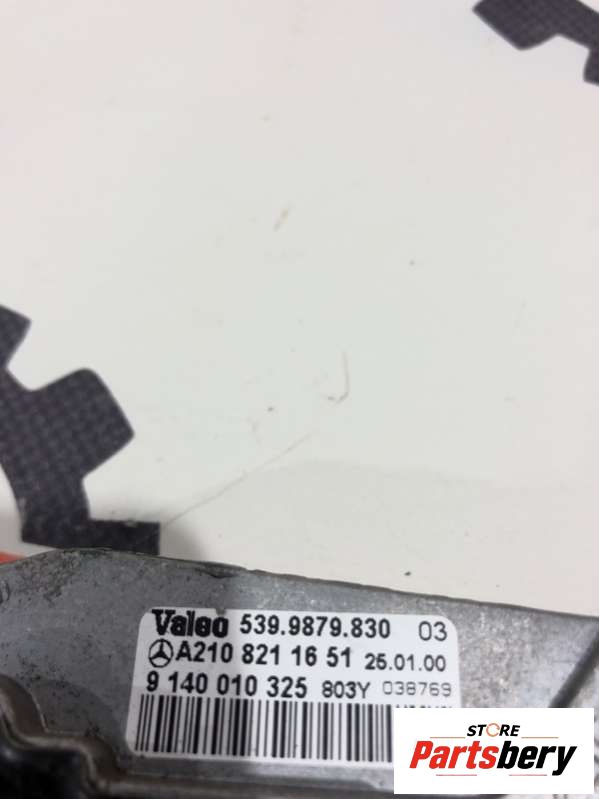 Valeo 539.9879.830 03
A210 821 16 51 25.01.00
9 140 010 325 803Y 038769
STORE
Partsbery